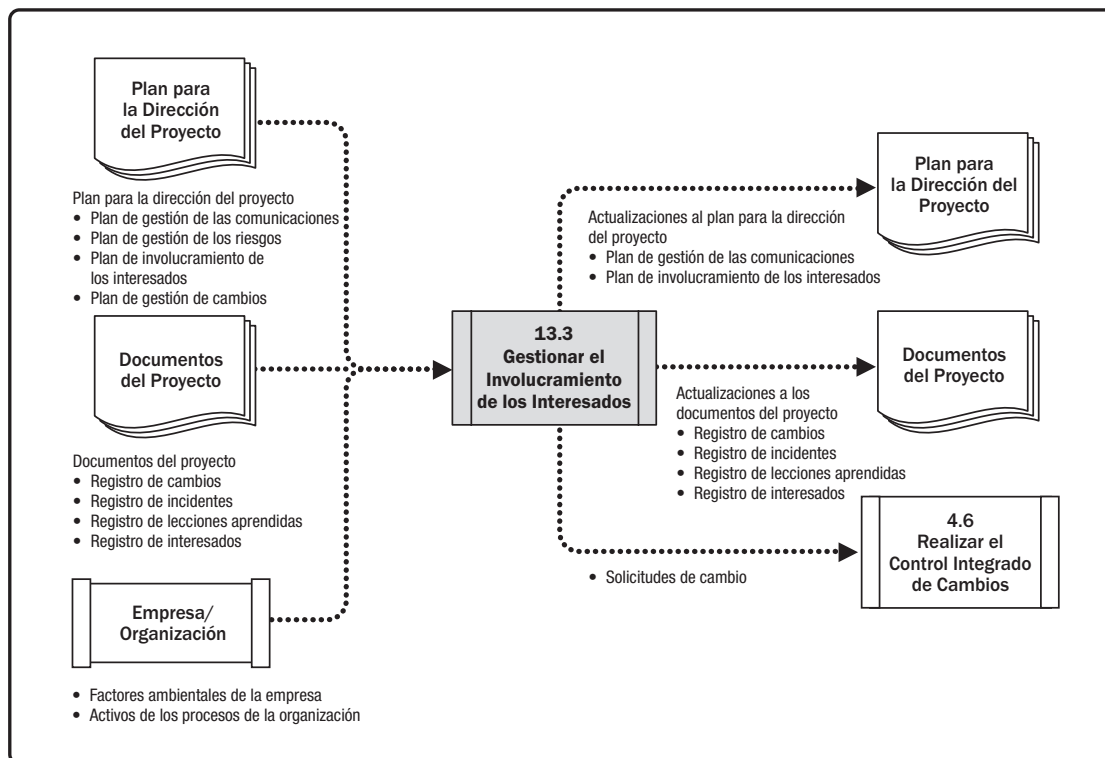 Plan para
la Dirección
del Proyecto
Plan para la dirección del proyecto
• Plan de gestión de las comunicaciones
• Plan de gestión de los riesgos
• Plan de involucramiento de
los interesados
• Plan de gestión de cambios
Documentos
del Proyecto
Documentos del proyecto
• Registro de cambios
• Registro de incidentes
• Registro de lecciones aprendidas
• Registro de interesados
Empresa/
Organización
• Factores ambientales de la empresa
• Activos de los procesos de la organización
13.3
Gestionar el
Involucramiento
de los Interesados
Actualizaciones al plan para la dirección
del proyecto
• Plan de gestión de las comunicaciones
• Plan de involucramiento de los interesados
Plan para
la Dirección del
Proyecto
Actualizaciones a los
documentos del proyecto
• Registro de cambios
• Registro de incidentes
• Registro de lecciones aprendidas
• Registro de interesados
Documentos
del Proyecto
• Solicitudes de cambio
4.6
Realizar el
Control Integrado
de Cambios